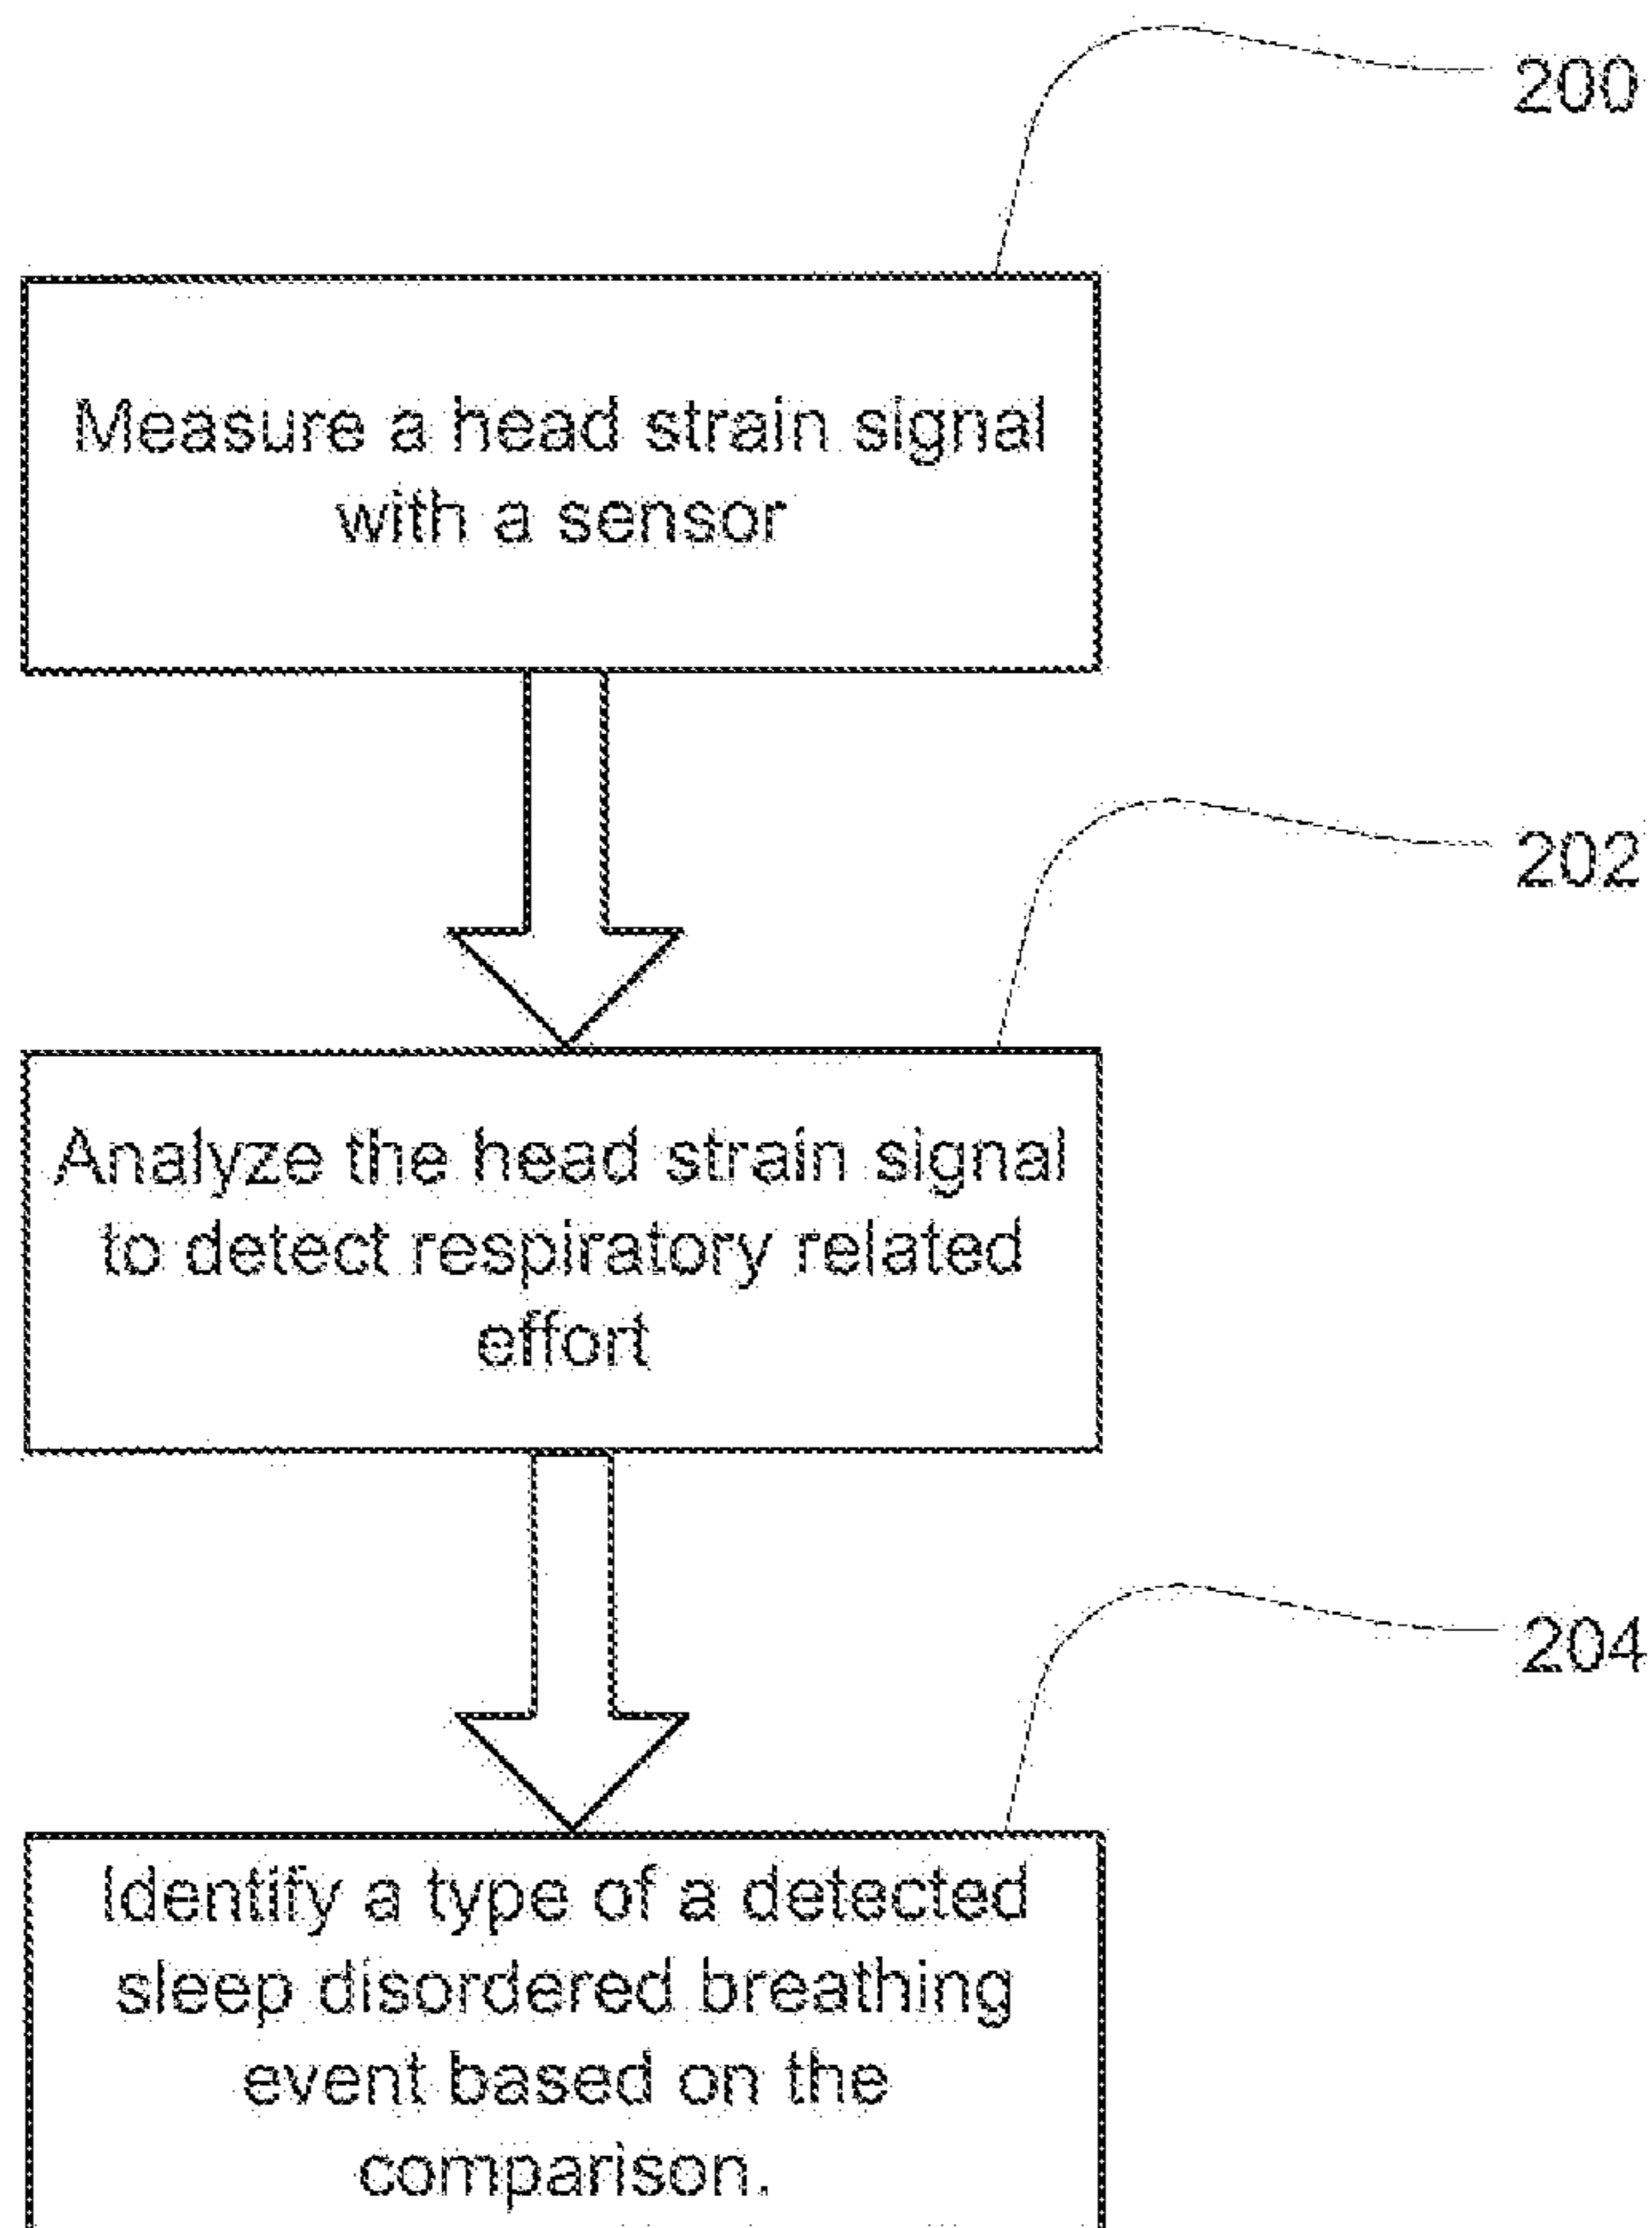 200
Measure a head strain signal
with a sensor
202
Analyze the head strain signal
to detect respiratory related
effort
204
Identify a type of a detected
sleep disordered breathing
event based on the
comparison.